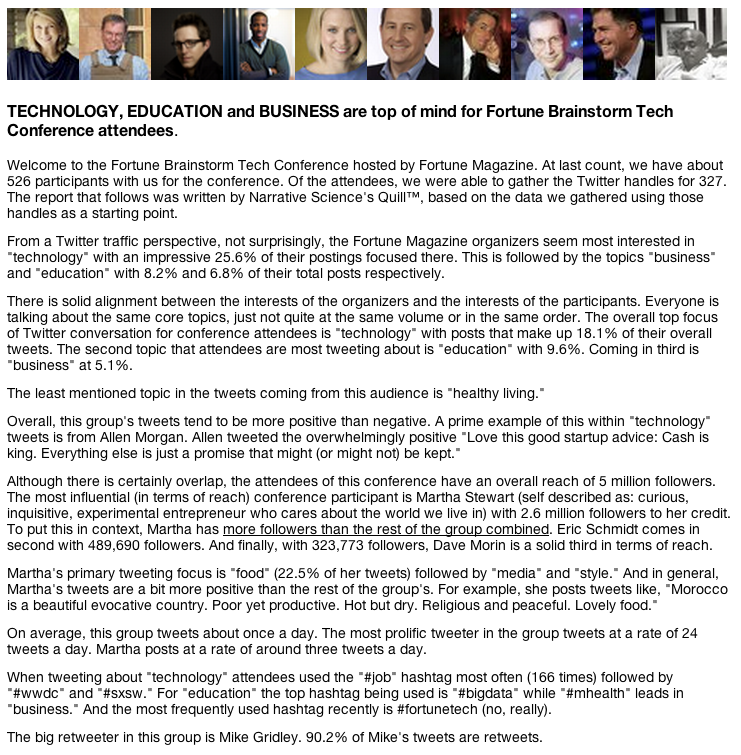 TECHNOLOGY, EDUCATION and BUSINESS are top of mind for Fortune Brainstorm Tech
Conference attendees.
Welcome to the Fortune Brainstorm Tech Conference hosted by Fortune Magazine. At last count, we have about
526 participants with us for the conference. Of the attendees, we were able to gather the Twitter handles for 327.
The report that follows was written by Narrative Science's Quill™, based on the data we gathered using those
handles as a starting point.
From a Twitter traffic perspective, not surprisingly, the Fortune Magazine organizers seem most interested in
"technology" with an impressive 25.6% of their postings focused there. This is followed by the topics "business"
and "education" with 8.2% and 6.8% of their total posts respectively.
There is solid alignment between the interests of the organizers and the interests of the participants. Everyone is
talking about the same core topics, just not quite at the same volume or in the same order. The overall top focus
of Twitter conversation for conference attendees is "technology" with posts that make up 18.1% of their overall
tweets. The second topic that attendees are most tweeting about is "education" with 9.6%. Coming in third is
"business" at 5.1%.
The least mentioned topic in the tweets coming from this audience is "healthy living."
Overall, this group's tweets tend to be more positive than negative. A prime example of this within "technology"
tweets is from Allen Morgan. Allen tweeted the overwhelmingly positive "Love this good startup advice: Cash is
king. Everything else is just a promise that might (or might not) be kept."
Although there is certainly overlap, the attendees of this conference have an overall reach of 5 million followers.
The most influential (in terms of reach) conference participant is Martha Stewart (self described as: curious,
inquisitive, experimental entrepreneur who cares about the world we live in) with 2.6 million followers to her credit.
To put this in context, Martha has more followers than the rest of the group combined. Eric Schmidt comes in
second with 489,690 followers. And finally, with 323,773 followers, Dave Morin is a solid third in terms of reach.
Martha's primary tweeting focus is "food" (22.5% of her tweets) followed by "media" and "style." And in general,
Martha's tweets are a bit more positive than the rest of the group's. For example, she posts tweets like, "Morocco
is a beautiful evocative country. Poor yet productive. Hot but dry. Religious and peaceful. Lovely food."
On average, this group tweets about once a day. The most prolific tweeter in the group tweets at a rate of 24
tweets a day. Martha posts at a rate of around three tweets a day.
When tweeting about "technology" attendees used the "#job" hashtag most often (166 times) followed by
"#wwdc" and "#sxsw." For "education" the top hashtag being used is "#bigdata" while "#mhealth" leads in
"business." And the most frequently used hashtag recently is #fortunetech (no, really).
The big retweeter in this group is Mike Gridley. 90.2% of Mike's tweets are retweets.